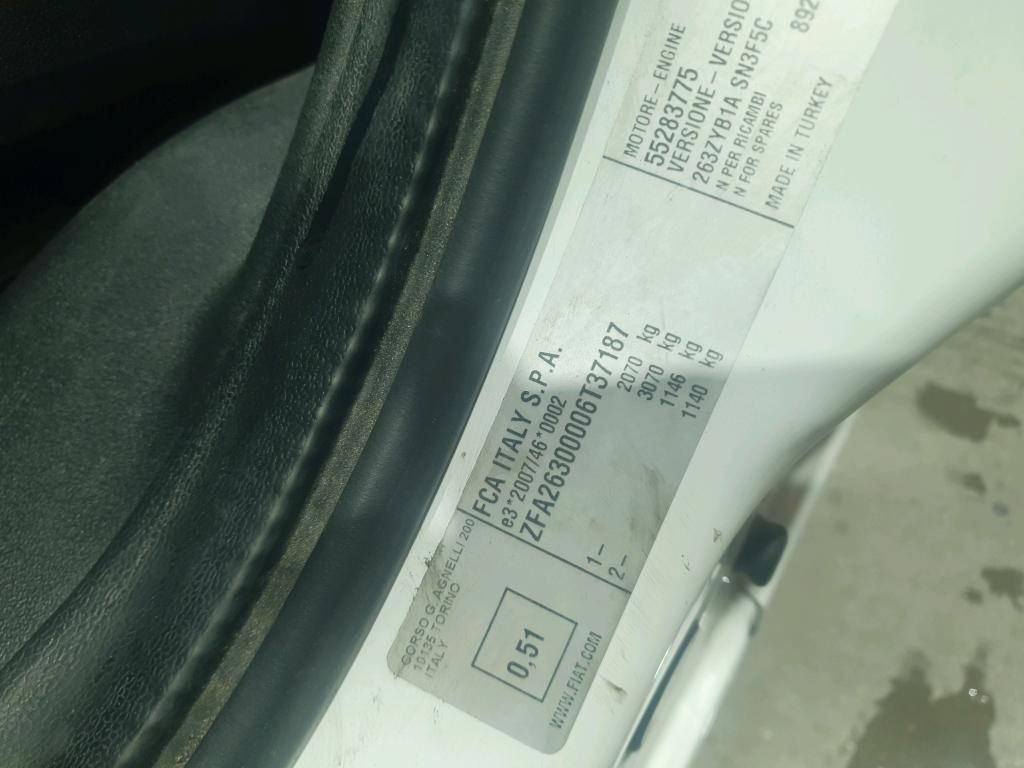 CORSO G. AGNELLI 200
10135 TORINO
ITALY
0,51
WWW.FIAT.COM
FCA ITALY S.P.A.
e3*2007/46*0002
ZFA26300006T37187
2070 kg
3070 kg
1- 1146 kg
2- 1140 kg
MOTORE-ENGINE
55283775
VERSIONE-VERSIO
263ZYB1A SN3F5C
N PER RICAMBI 892
N FOR SPARES
MADE IN TURKEY